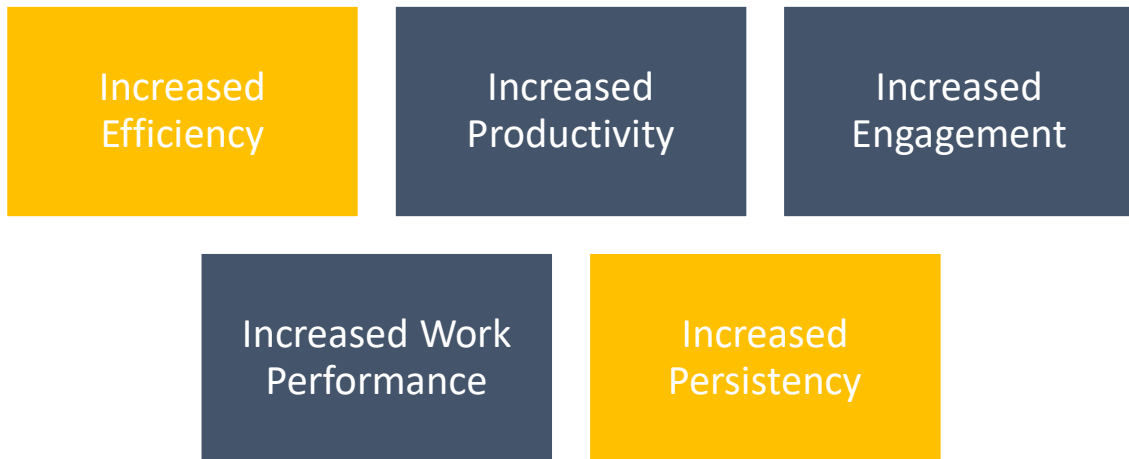 Increased
Efficiency
Increased
Productivity
Increased
Engagement
Increased Work
Performance
Increased
Persistency